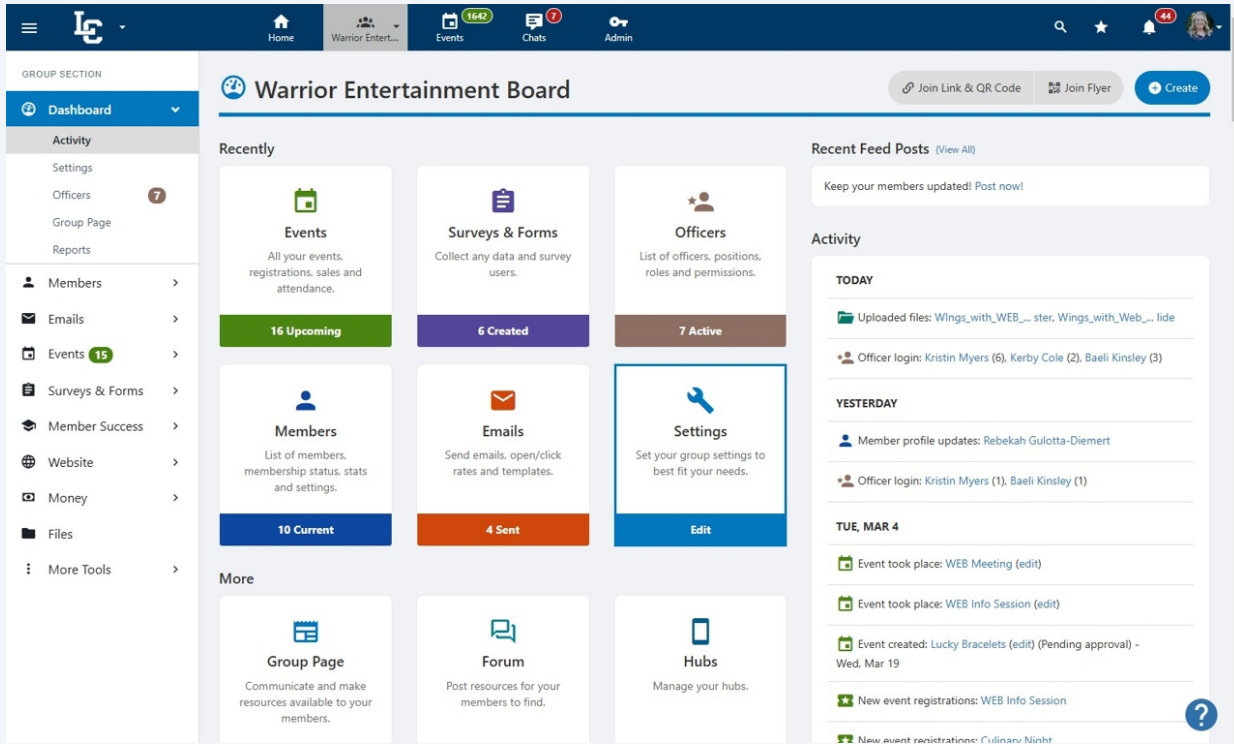 LC
Home
Warrior Entert...
1642
Events
7
Chats
Admin
44
GROUP SECTION
Dashboard
Activity
Settings
Officers 7
Group Page
Reports
Members
Emails
Events 15
Surveys & Forms
Member Success
Website
Money
Files
More Tools
Warrior Entertainment Board
Join Link & QR Code
Join Flyer
Create
Recently
Events
All your events,
registrations, sales and
attendance.
16 Upcoming
Surveys & Forms
Collect any data and survey
users.
6 Created
Officers
List of officers, positions,
roles and permissions.
7 Active
Members
List of members,
membership status, stats
and settings.
10 Current
Emails
Send emails, open/click
rates and templates.
4 Sent
Settings
Set your group settings to
best fit your needs.
Edit
More
Group Page
Communicate and make
resources available to your
members.
Forum
Post resources for your
members to find.
Hubs
Manage your hubs.
Recent Feed Posts (View All)
Keep your members updated! Post now!
Activity
TODAY
Uploaded files: WIngs_with_WEB_... ster, Wings_with_Web_... lide
Officer login: Kristin Myers (6), Kerby Cole (2), Baeli Kinsley (3)
YESTERDAY
Member profile updates: Rebekah Gulotta-Diemert
Officer login: Kristin Myers (1), Baeli Kinsley (1)
TUE, MAR 4
Event took place: WEB Meeting (edit)
Event took place: WEB Info Session (edit)
Event created: Lucky Bracelets (edit) (Pending approval) -
Wed, Mar 19
New event registrations: WEB Info Session
New event registrations: Culinary Night
?